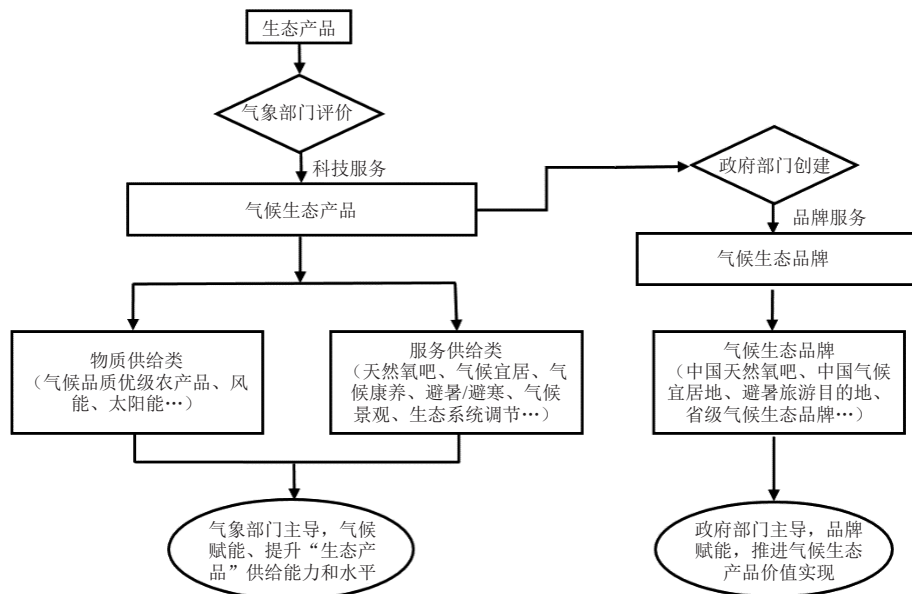 生态产品
气象部门评价
科技服务
气候生态产品
政府部门创建
品牌服务
气候生态品牌
物质供给类
（气候品质优级农产品、风
能、太阳能…）
服务供给类
（天然氧吧、气候宜居、气
候康养、避暑/避寒、气候
景观、生态系统调节…）
气候生态品牌
（中国天然氧吧、中国气候
宜居地、避暑旅游目的地、
省级气候生态品牌…）
气象部门主导，气候
赋能、提升“生态产
品”供给能力和水平
政府部门主导，品牌
赋能，推进气候生态
产品价值实现